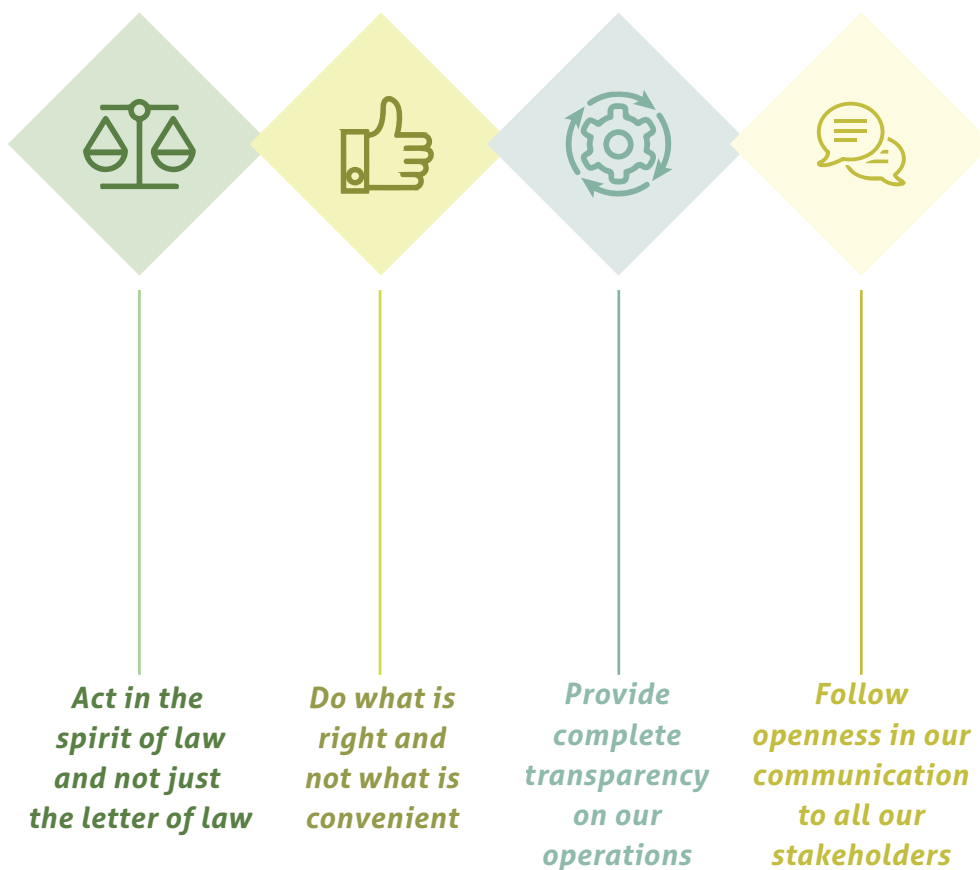 Act in the
spirit of law
and not just
the letter of law
Do what is
right and
not what is
convenient
Provide
complete
transparency
on our
operations
Follow
openness in our
communication
to all our
stakeholders